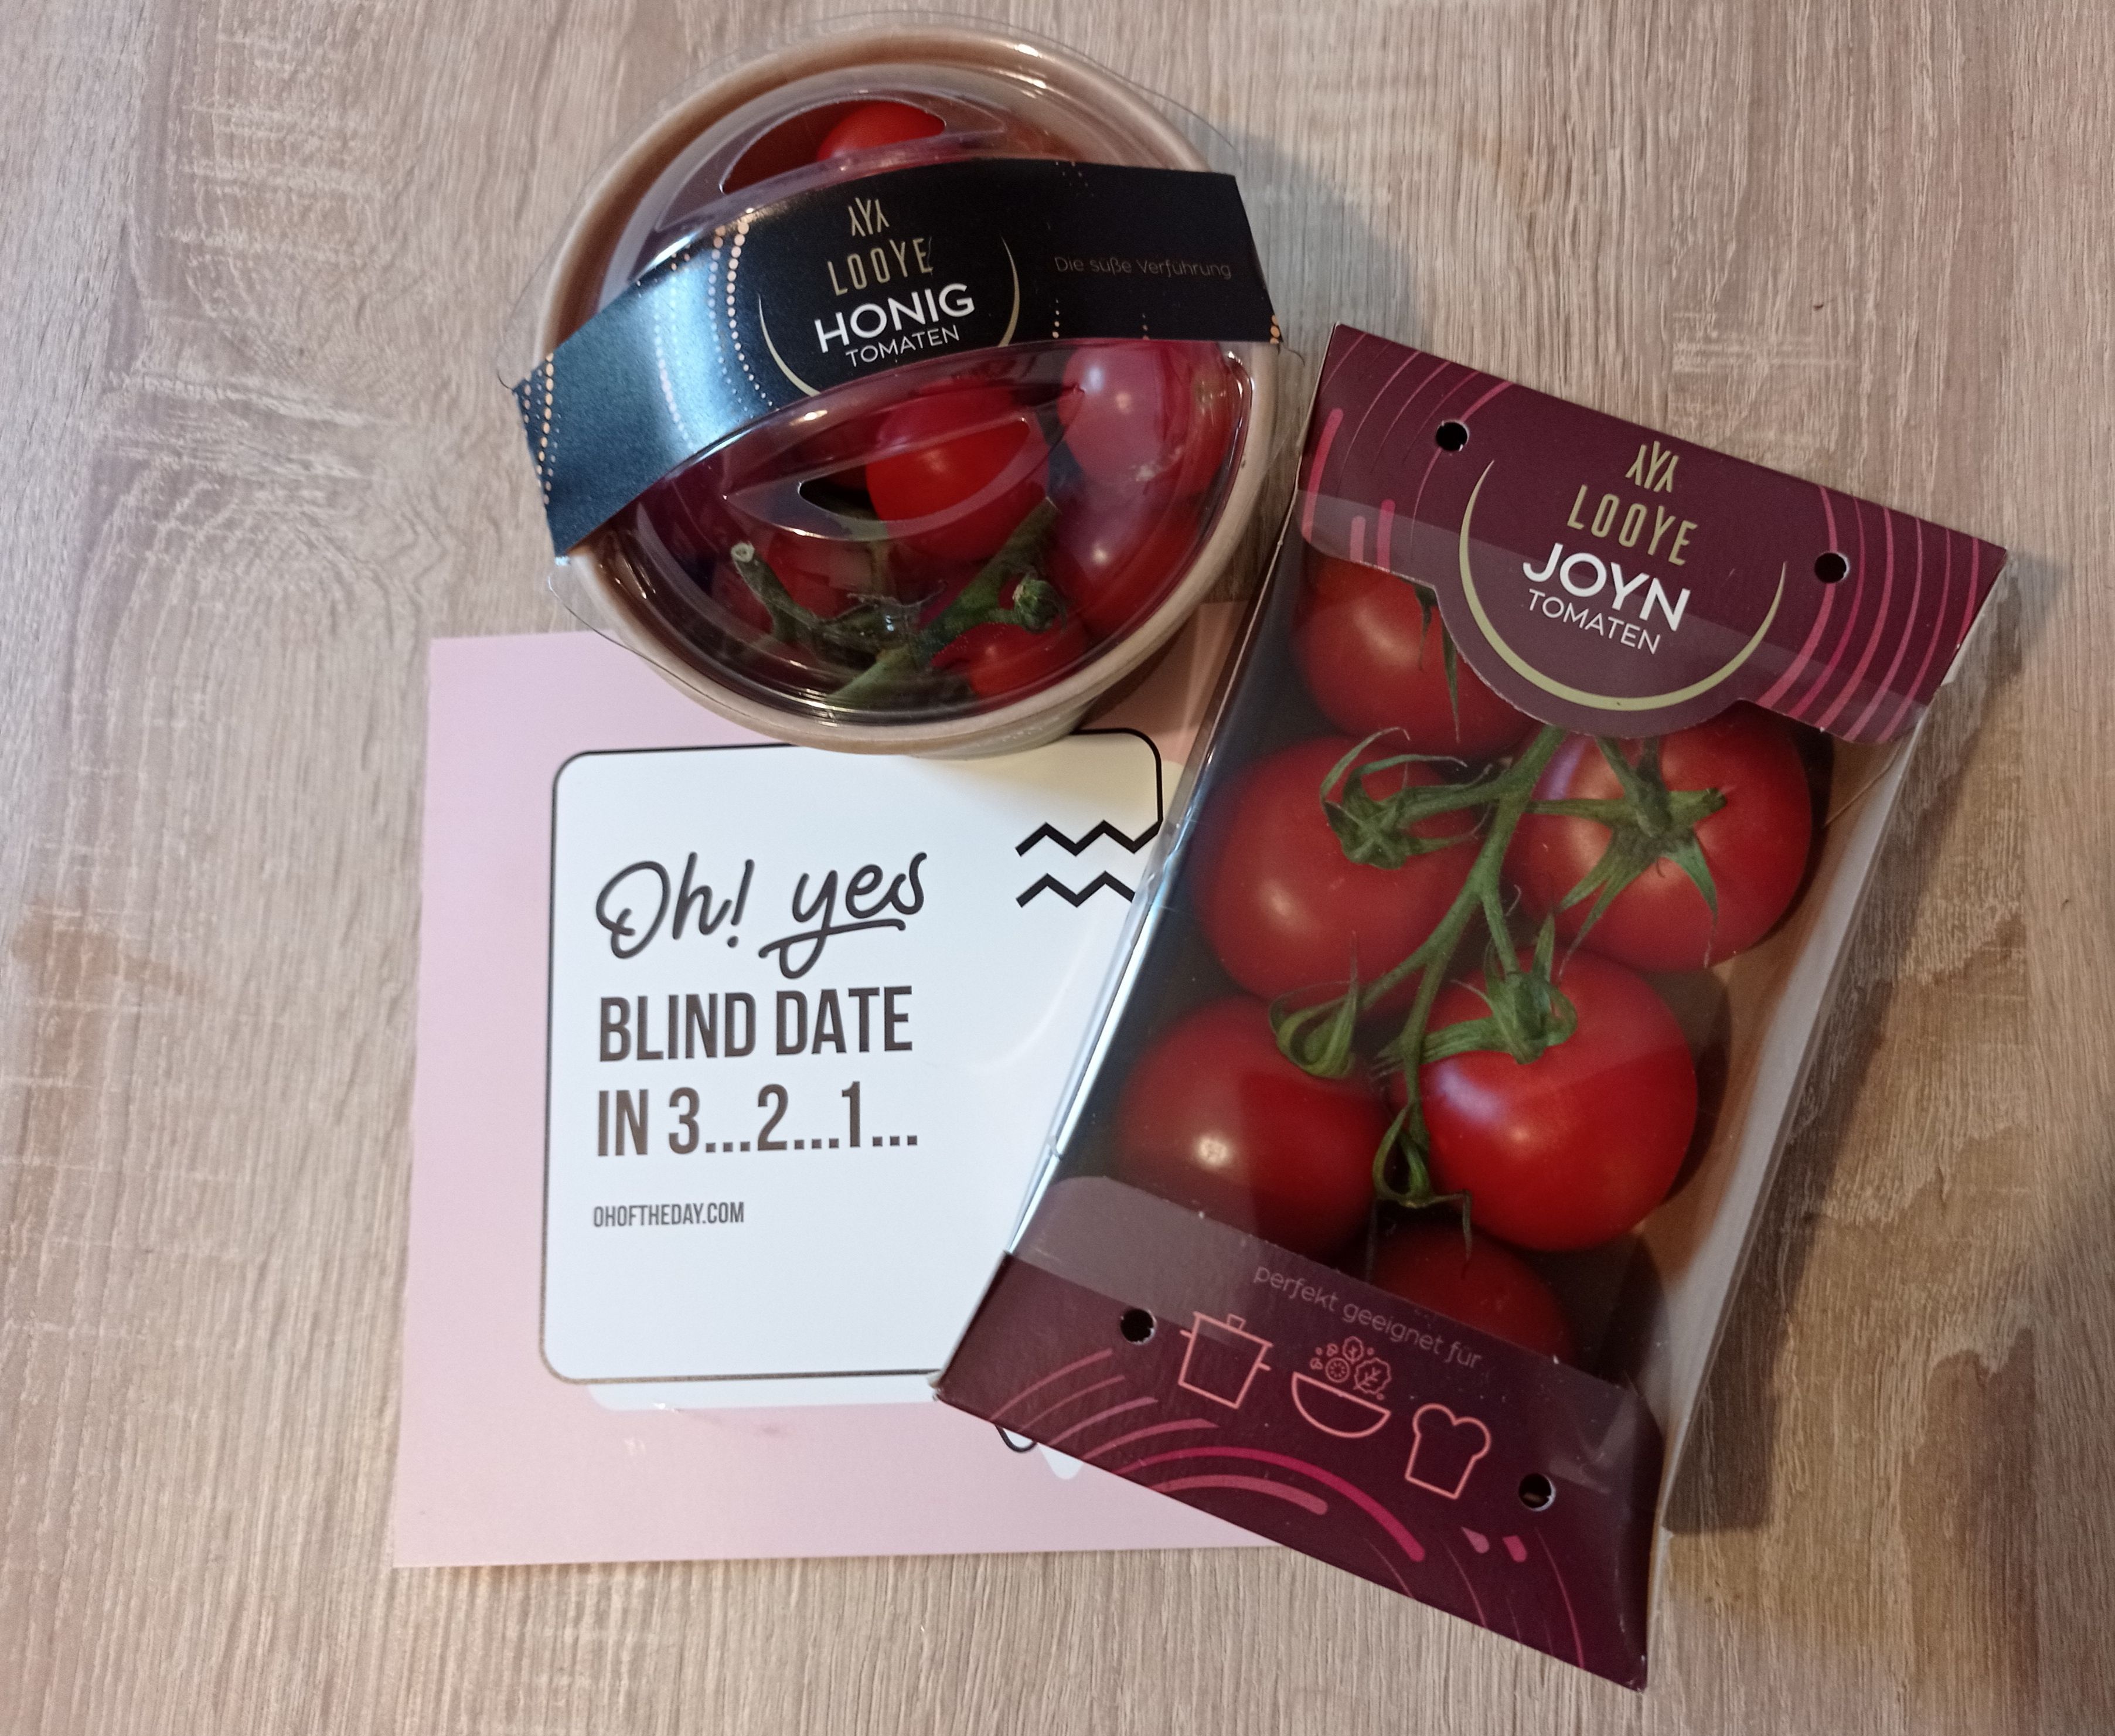 LOOYE
HONIG
TOMATEN
Die süße Verführung
LOOYE
JOYN
TOMATEN
Oh! yes
BLIND DATE
IN 3...2...1...
OHOFTHEDAY.COM
perfekt geeignet für